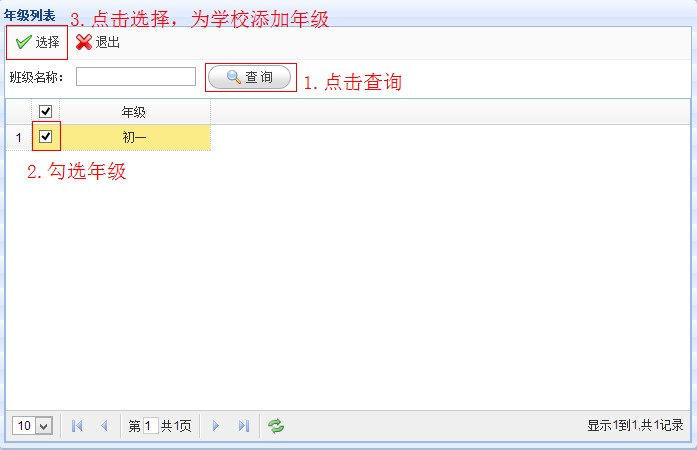 年级列表
3.点击选择，为学校添加年级
选择 退出
班级名称： 查询
1.点击查询
年级
1 初一
2.勾选年级
10 第 1 共1页 显示1到1,共1记录